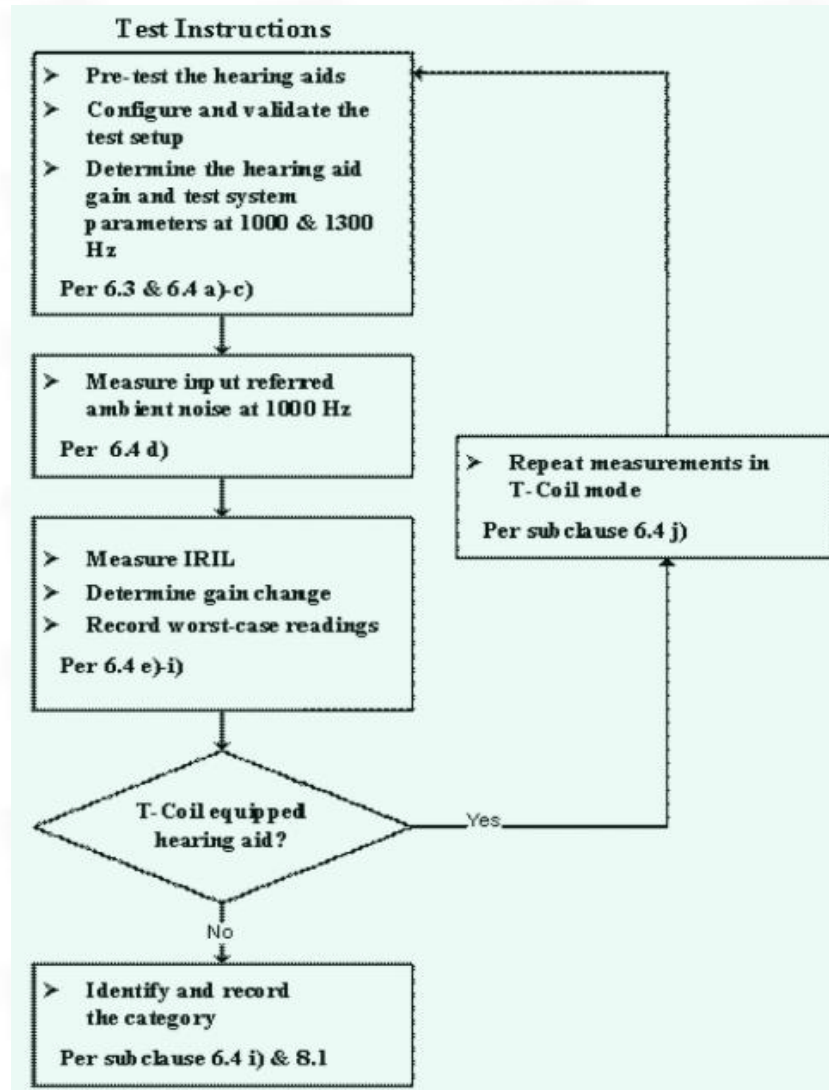 Test Instructions
➤ Pre-test the hearing aids
➤ Configure and validate the
test setup
➤ Determine the hearing aid
gain and test system
parameters at 1000 & 1300
Hz
Per 6.3 & 6.4 a)-c)
➤ Measure input referred
ambient noise at 1000 Hz
Per 6.4 d)
➤ Repeat measurements in
T-Coil mode
Per subclause 6.4 j)
➤ Measure IRIL
➤ Determine gain change
➤ Record worst-case readings
Per 6.4 e)-i)
T-Coil equipped
hearing aid?
Yes
No
➤ Identify and record
the category
Per subclause 6.4 i) & 8.1